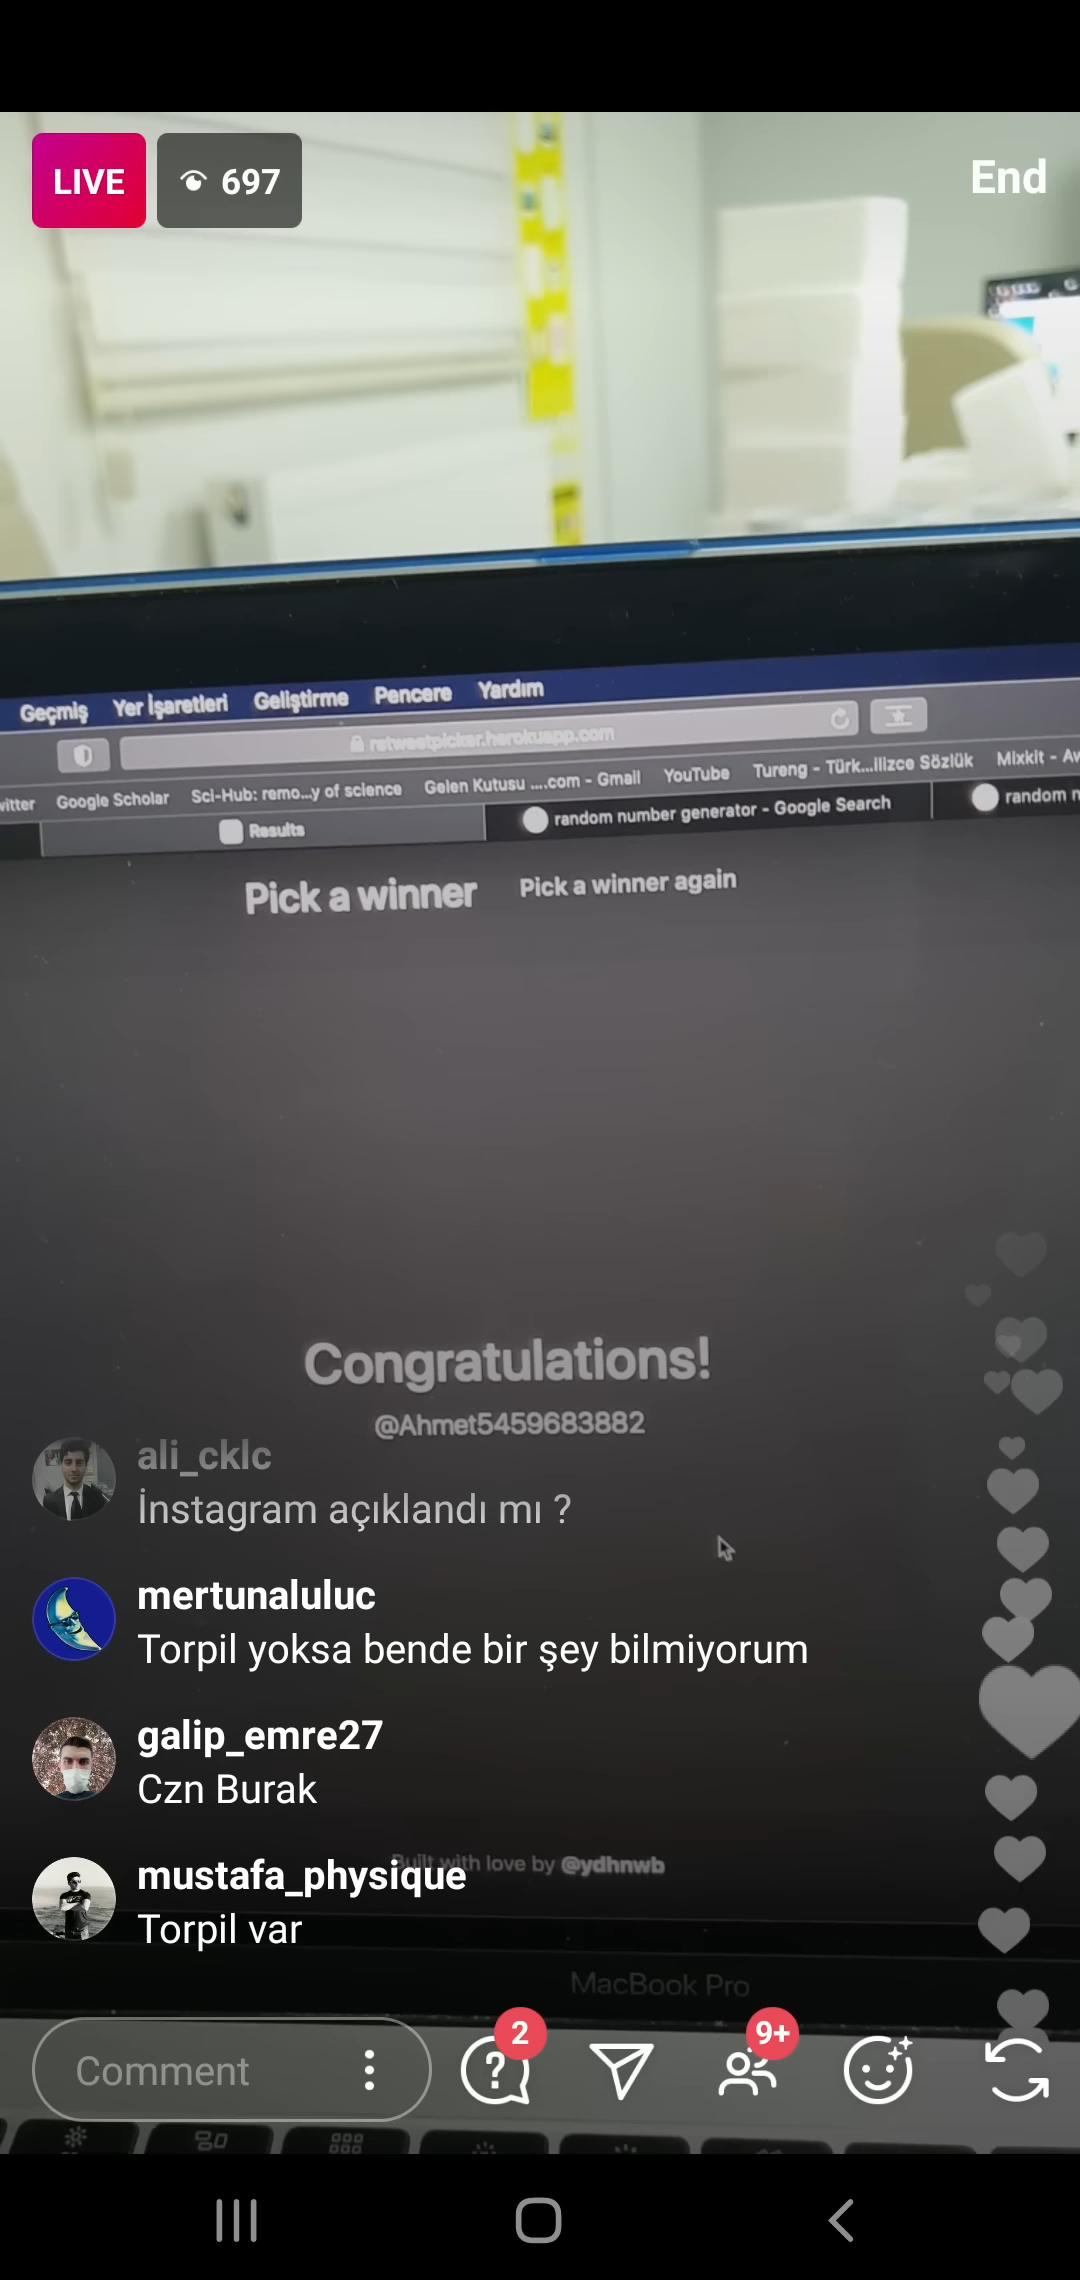 LIVE
697
End
Geçmiş Yer İşaretleri Geliştirme Pencere Yardım
retweetpicker.herokuapp.com
witter Google Scholar Sci-Hub: remo...y of science Gelen Kutusu ....com - Gmail YouTube Tureng - Türk...ilizce Sözlük Mixkit - Aw
Results random number generator - Google Search random n
Pick a winner Pick a winner again
Congratulations!
@Ahmet5459683882
ali_cklc
İnstagram açıklandı mı ?
mertunaluluc
Torpil yoksa bende bir şey bilmiyorum
galip_emre27
Czn Burak
Built with love by @ydhnwb
mustafa_physique
Torpil var
MacBook Pro
2
9+
Comment